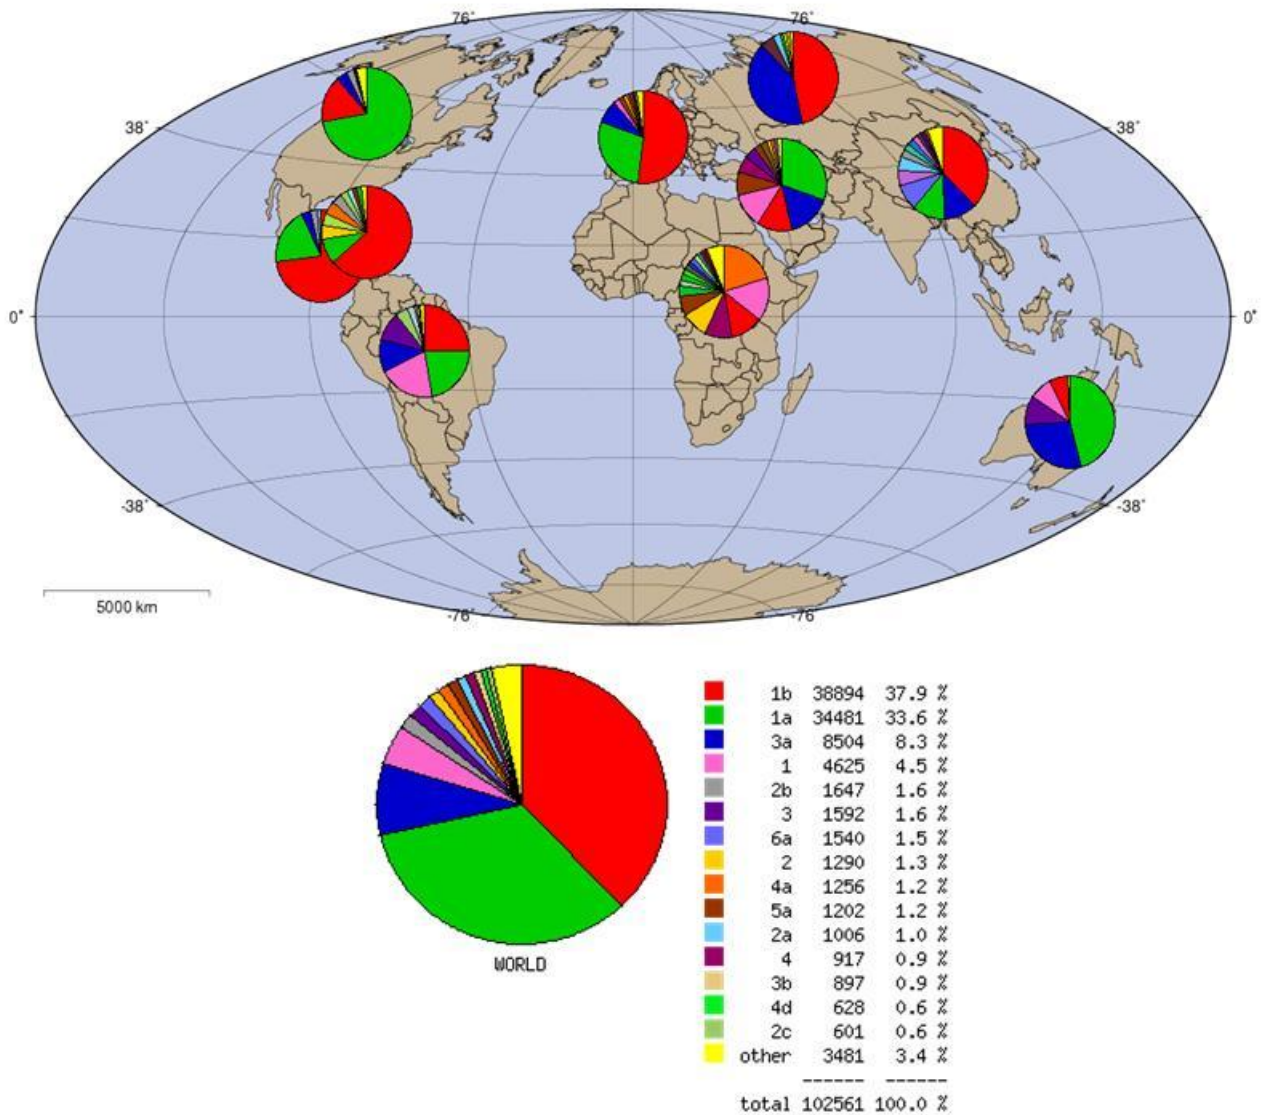 76˚ 76˚
38˚ 38˚
0˚ 0˚
-38˚ -38˚
5000 km
-76˚ -76˚
WORLD
1b 38894 37.9 %
1a 34481 33.6 %
3a 8504 8.3 %
1 4625 4.5 %
2b 1647 1.6 %
3 1592 1.6 %
6a 1540 1.5 %
2 1290 1.3 %
4a 1256 1.2 %
5a 1202 1.2 %
2a 1006 1.0 %
4 917 0.9 %
3b 897 0.9 %
4d 628 0.6 %
2c 601 0.6 %
other 3481 3.4 %
------ ------
total 102561 100.0 %